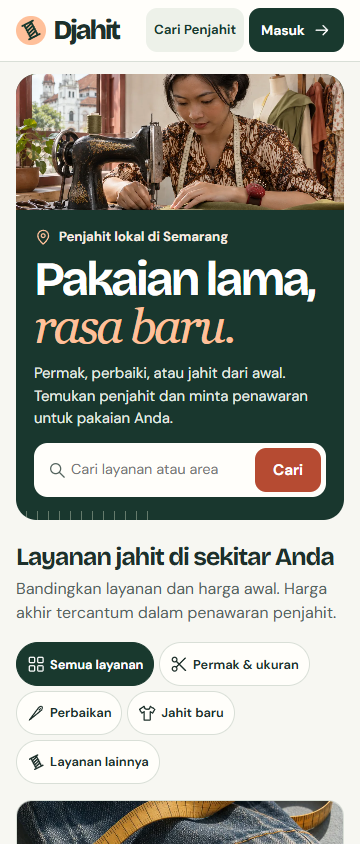 Djahit
Cari Penjahit
Masuk
Penjahit lokal di Semarang
Pakaian lama,
rasa baru.
Permak, perbaiki, atau jahit dari awal.
Temukan penjahit dan minta penawaran
untuk pakaian Anda.
Cari layanan atau area
Cari
Layanan jahit di sekitar Anda
Bandingkan layanan dan harga awal. Harga
akhir tercantum dalam penawaran penjahit.
Semua layanan
Permak & ukuran
Perbaikan
Jahit baru
Layanan lainnya